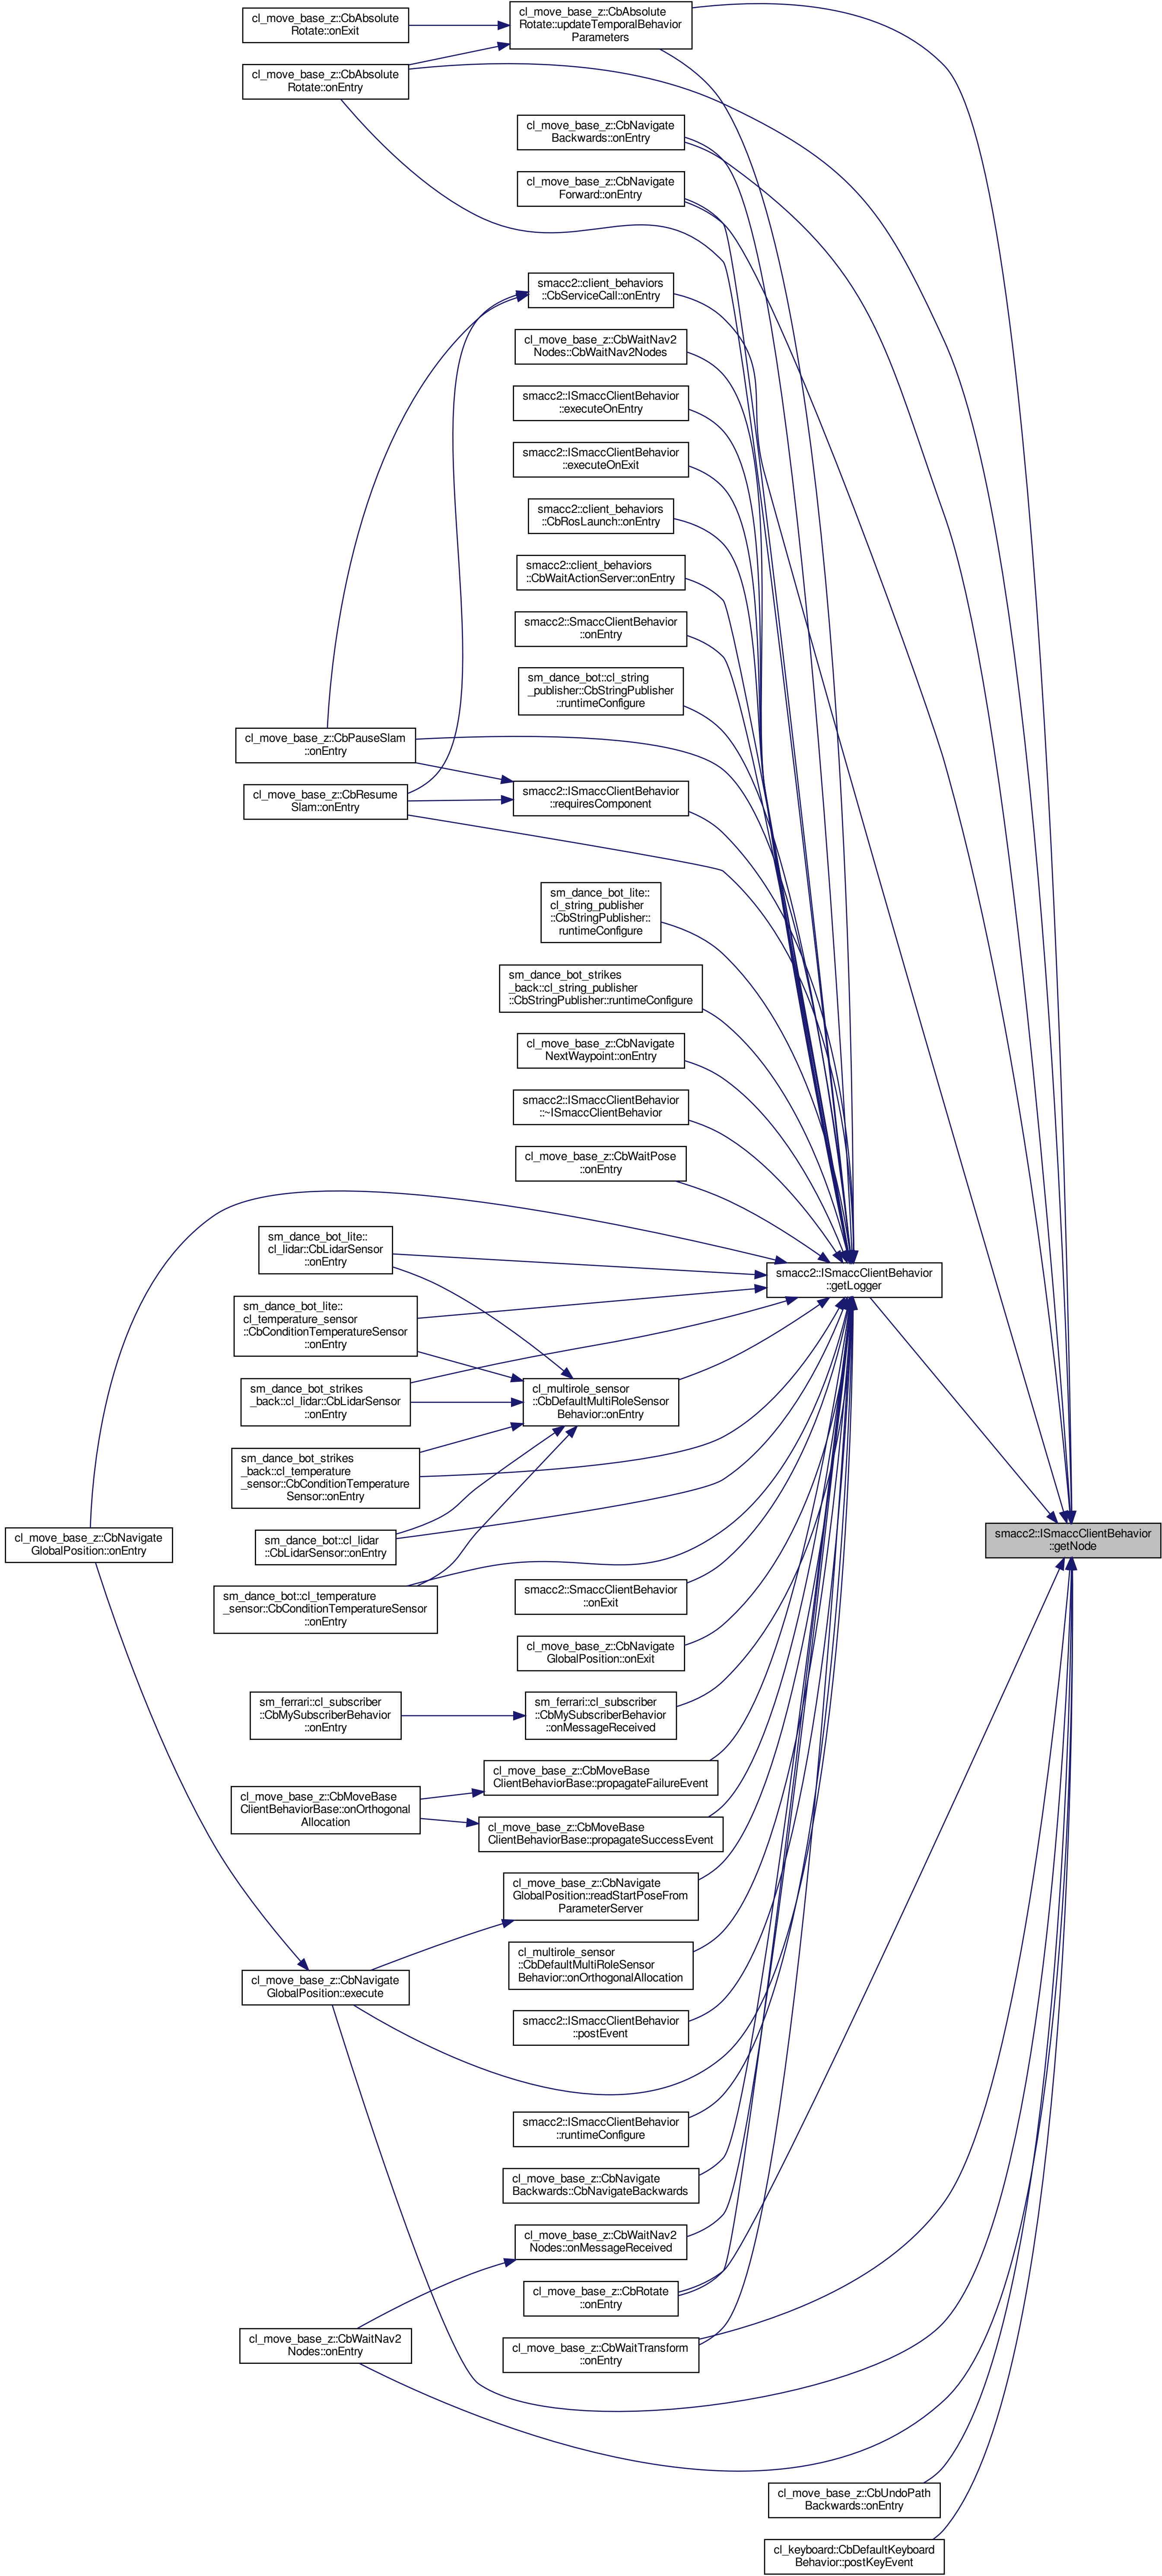 cl_move_base_z::CbAbsolute
Rotate::onExit
cl_move_base_z::CbAbsolute
Rotate::updateTemporalBehavior
Parameters
cl_move_base_z::CbAbsolute
Rotate::onEntry
cl_move_base_z::CbNavigate
Backwards::onEntry
cl_move_base_z::CbNavigate
Forward::onEntry
smacc2::client_behaviors
::CbServiceCall::onEntry
cl_move_base_z::CbWaitNav2
Nodes::CbWaitNav2Nodes
smacc2::ISmaccClientBehavior
::executeOnEntry
smacc2::ISmaccClientBehavior
::executeOnExit
smacc2::client_behaviors
::CbRosLaunch::onEntry
smacc2::client_behaviors
::CbWaitActionServer::onEntry
smacc2::SmaccClientBehavior
::onEntry
sm_dance_bot::cl_string
_publisher::CbStringPublisher
::runtimeConfigure
cl_move_base_z::CbPauseSlam
::onEntry
cl_move_base_z::CbResume
Slam::onEntry
smacc2::ISmaccClientBehavior
::requiresComponent
sm_dance_bot_lite::
cl_string_publisher
::CbStringPublisher::
runtimeConfigure
sm_dance_bot_strikes
_back::cl_string_publisher
::CbStringPublisher::runtimeConfigure
cl_move_base_z::CbNavigate
NextWaypoint::onEntry
smacc2::ISmaccClientBehavior
::~ISmaccClientBehavior
cl_move_base_z::CbWaitPose
::onEntry
sm_dance_bot_lite::
cl_lidar::CbLidarSensor
::onEntry
smacc2::ISmaccClientBehavior
::getLogger
sm_dance_bot_lite::
cl_temperature_sensor
::CbConditionTemperatureSensor
::onEntry
sm_dance_bot_strikes
_back::cl_lidar::CbLidarSensor
::onEntry
cl_multirole_sensor
::CbDefaultMultiRoleSensor
Behavior::onEntry
sm_dance_bot_strikes
_back::cl_temperature
_sensor::CbConditionTemperature
Sensor::onEntry
cl_move_base_z::CbNavigate
GlobalPosition::onEntry
sm_dance_bot::cl_lidar
::CbLidarSensor::onEntry
smacc2::ISmaccClientBehavior
::getNode
sm_dance_bot::cl_temperature
_sensor::CbConditionTemperatureSensor
::onEntry
smacc2::SmaccClientBehavior
::onExit
cl_move_base_z::CbNavigate
GlobalPosition::onExit
sm_ferrari::cl_subscriber
::CbMySubscriberBehavior
::onEntry
sm_ferrari::cl_subscriber
::CbMySubscriberBehavior
::onMessageReceived
cl_move_base_z::CbMoveBase
ClientBehaviorBase::propagateFailureEvent
cl_move_base_z::CbMoveBase
ClientBehaviorBase::onOrthogonal
Allocation
cl_move_base_z::CbMoveBase
ClientBehaviorBase::propagateSuccessEvent
cl_move_base_z::CbNavigate
GlobalPosition::readStartPoseFrom
ParameterServer
cl_multirole_sensor
::CbDefaultMultiRoleSensor
Behavior::onOrthogonalAllocation
cl_move_base_z::CbNavigate
GlobalPosition::execute
smacc2::ISmaccClientBehavior
::postEvent
smacc2::ISmaccClientBehavior
::runtimeConfigure
cl_move_base_z::CbNavigate
Backwards::CbNavigateBackwards
cl_move_base_z::CbWaitNav2
Nodes::onMessageReceived
cl_move_base_z::CbRotate
::onEntry
cl_move_base_z::CbWaitNav2
Nodes::onEntry
cl_move_base_z::CbWaitTransform
::onEntry
cl_move_base_z::CbUndoPath
Backwards::onEntry
cl_keyboard::CbDefaultKeyboard
Behavior::postKeyEvent